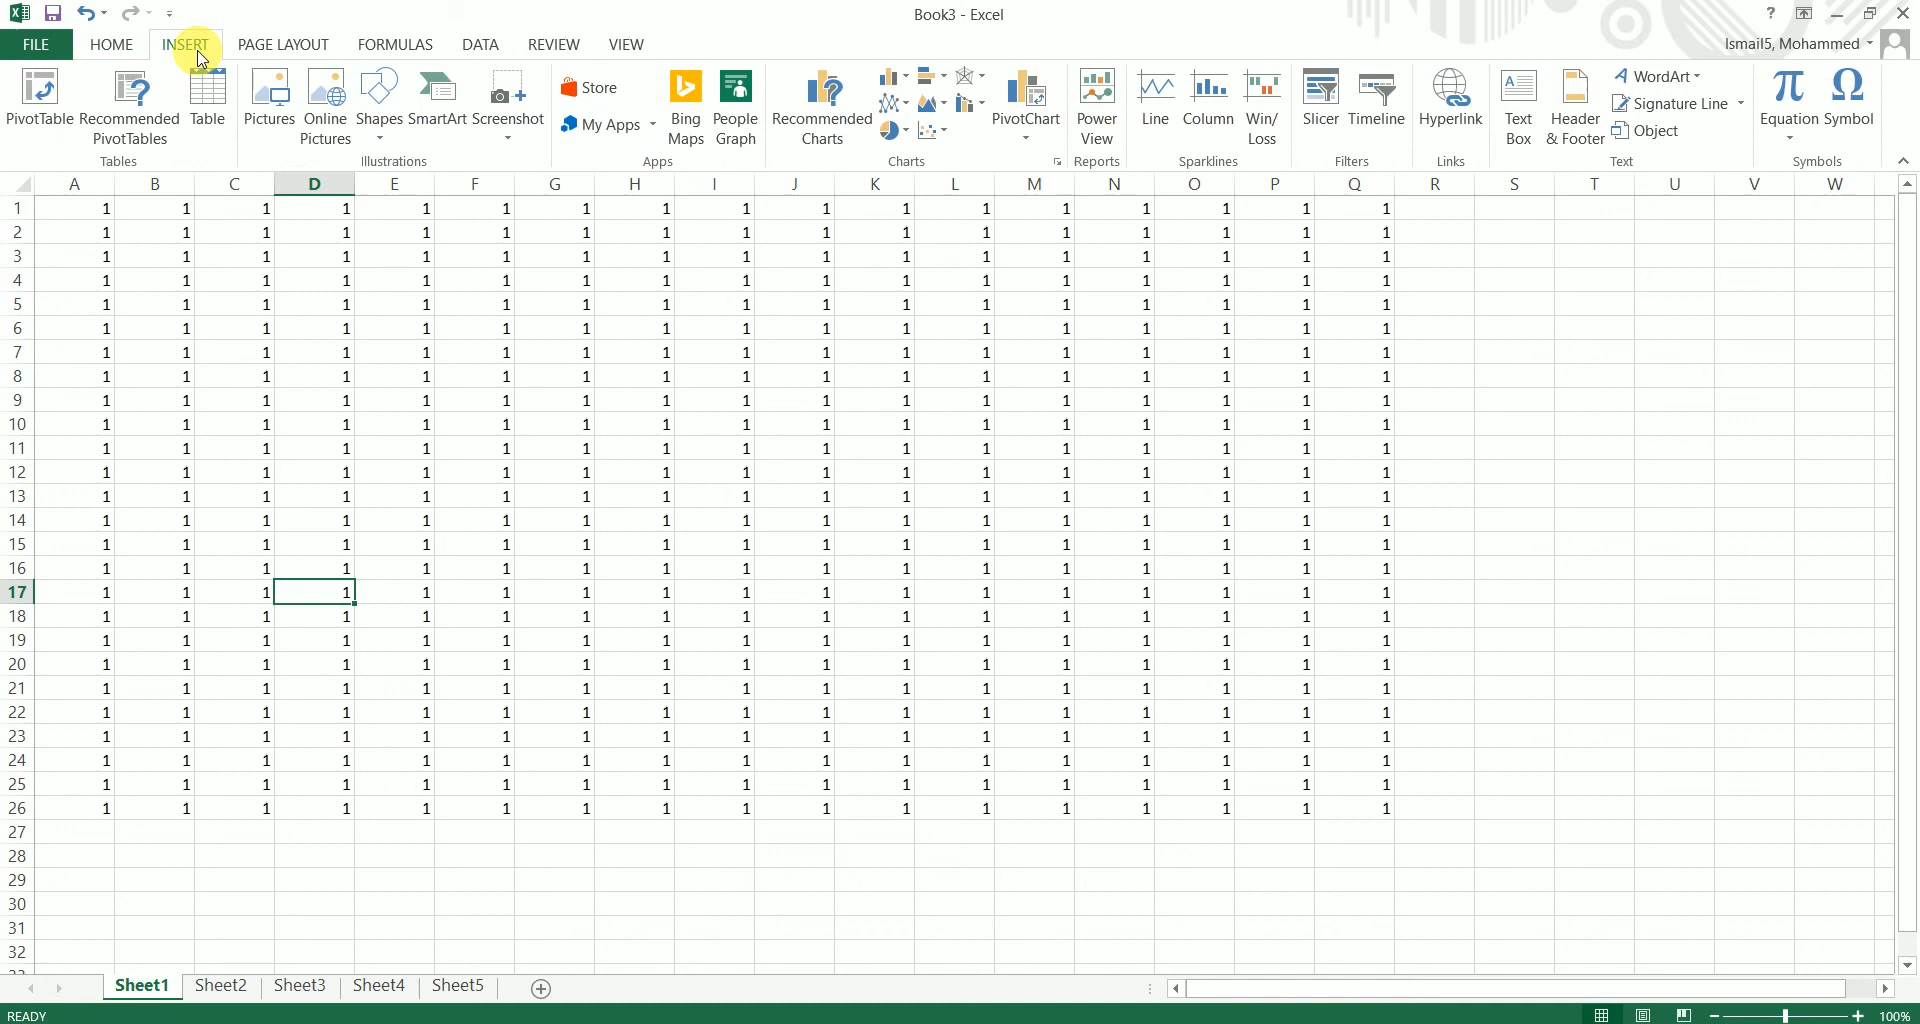 Book3 - Excel
?
FILE HOME INSERT PAGE LAYOUT FORMULAS DATA REVIEW VIEW Ismail5, Mohammed
PivotTable Recommended PivotTables Table Pictures Online Pictures Shapes SmartArt Screenshot Store My Apps Bing Maps People Graph Recommended Charts PivotChart Power View Line Column Win/ Loss Slicer Timeline Hyperlink Text Box Header & Footer WordArt Signature Line Object Equation Symbol
Tables Illustrations Apps Charts Reports Sparklines Filters Links Text Symbols
A B C D E F G H I J K L M N O P Q R S T U V W
1 1 1 1 1 1 1 1 1 1 1 1 1 1 1 1 1 1
2 1 1 1 1 1 1 1 1 1 1 1 1 1 1 1 1 1
3 1 1 1 1 1 1 1 1 1 1 1 1 1 1 1 1 1
4 1 1 1 1 1 1 1 1 1 1 1 1 1 1 1 1 1
5 1 1 1 1 1 1 1 1 1 1 1 1 1 1 1 1 1
6 1 1 1 1 1 1 1 1 1 1 1 1 1 1 1 1 1
7 1 1 1 1 1 1 1 1 1 1 1 1 1 1 1 1 1
8 1 1 1 1 1 1 1 1 1 1 1 1 1 1 1 1 1
9 1 1 1 1 1 1 1 1 1 1 1 1 1 1 1 1 1
10 1 1 1 1 1 1 1 1 1 1 1 1 1 1 1 1 1
11 1 1 1 1 1 1 1 1 1 1 1 1 1 1 1 1 1
12 1 1 1 1 1 1 1 1 1 1 1 1 1 1 1 1 1
13 1 1 1 1 1 1 1 1 1 1 1 1 1 1 1 1 1
14 1 1 1 1 1 1 1 1 1 1 1 1 1 1 1 1 1
15 1 1 1 1 1 1 1 1 1 1 1 1 1 1 1 1 1
16 1 1 1 1 1 1 1 1 1 1 1 1 1 1 1 1 1
17 1 1 1 1 1 1 1 1 1 1 1 1 1 1 1 1 1
18 1 1 1 1 1 1 1 1 1 1 1 1 1 1 1 1 1
19 1 1 1 1 1 1 1 1 1 1 1 1 1 1 1 1 1
20 1 1 1 1 1 1 1 1 1 1 1 1 1 1 1 1 1
21 1 1 1 1 1 1 1 1 1 1 1 1 1 1 1 1 1
22 1 1 1 1 1 1 1 1 1 1 1 1 1 1 1 1 1
23 1 1 1 1 1 1 1 1 1 1 1 1 1 1 1 1 1
24 1 1 1 1 1 1 1 1 1 1 1 1 1 1 1 1 1
25 1 1 1 1 1 1 1 1 1 1 1 1 1 1 1 1 1
26 1 1 1 1 1 1 1 1 1 1 1 1 1 1 1 1 1
27
28
29
30
31
32
Sheet1 Sheet2 Sheet3 Sheet4 Sheet5
READY 100%